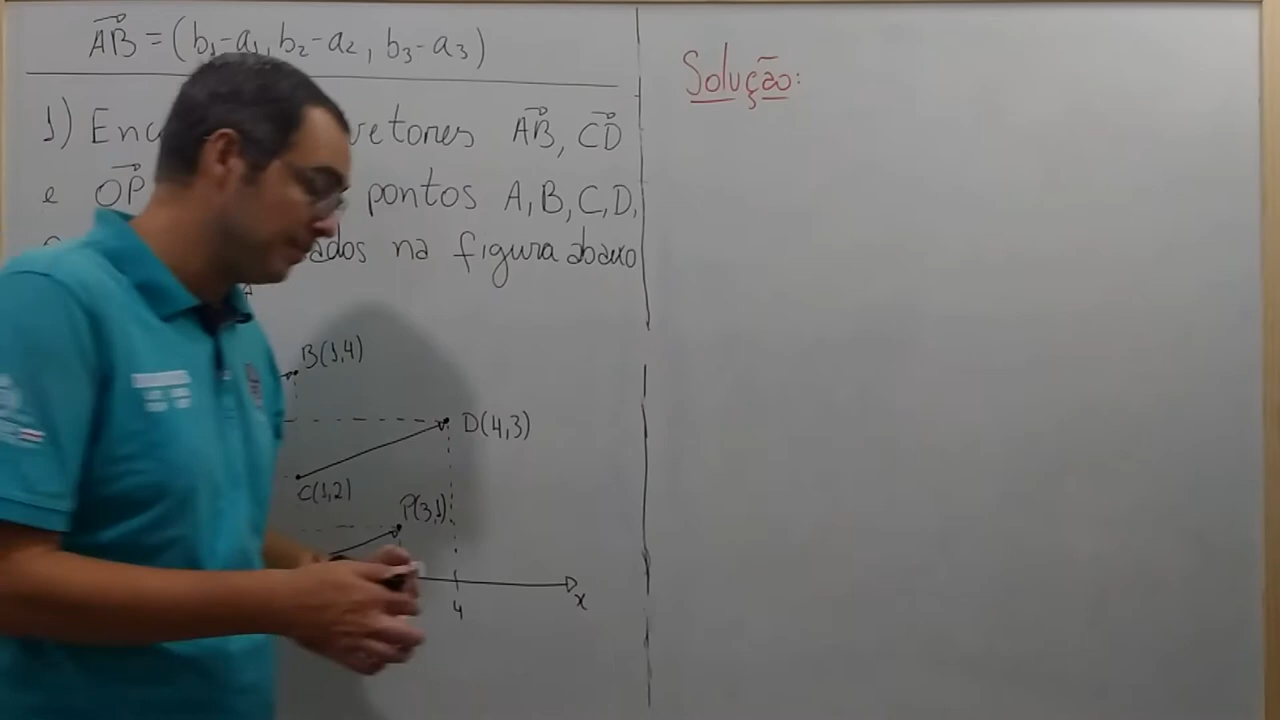 AB = (b1-a1, b2-a2, b3-a3)
1) Enc vetores AB, CD
e OP pontos A, B, C, D,
ados na figura abaixo
B(1,4)
D(4,3)
C(1,2)
P(3,1)
4
x
Solução: